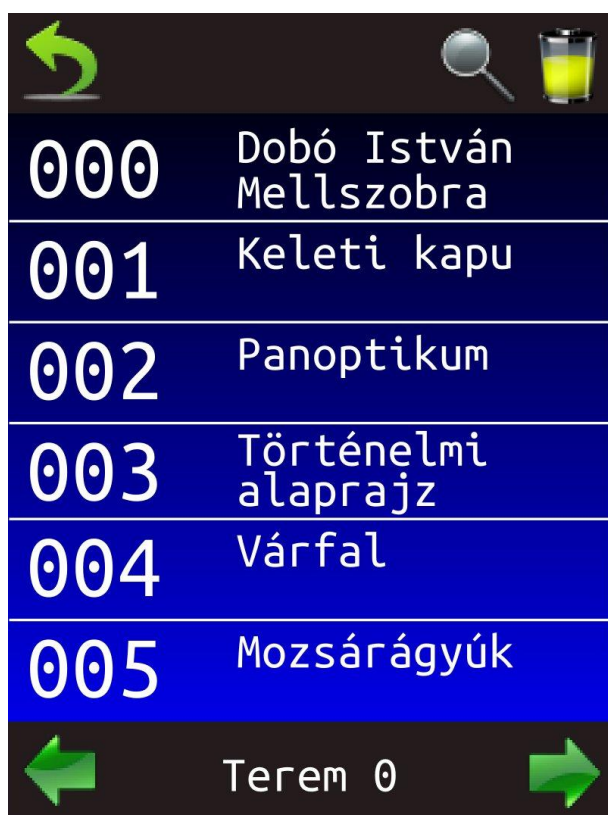 000
Dobó István
Mellszobra
001
Keleti kapu
002
Panoptikum
003
Történelmi
alaprajz
004
Várfal
005
Mozsárágyúk
Terem 0